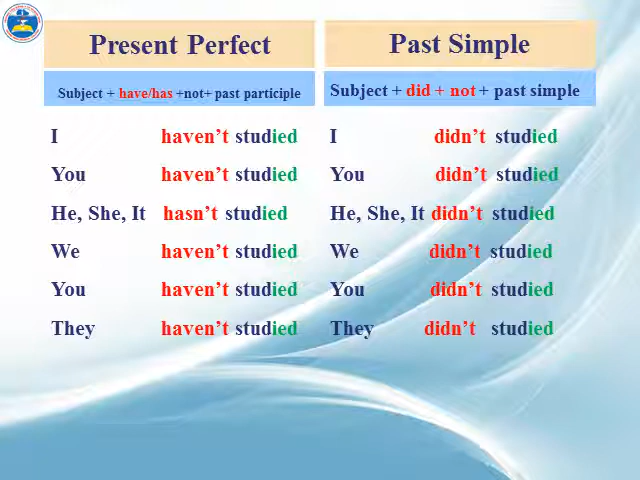 Present Perfect
Subject + have/has +not+ past participle
I haven't studied
You haven't studied
He, She, It hasn't studied
We haven't studied
You haven't studied
They haven't studied
Past Simple
Subject + did + not + past simple
I didn't studied
You didn't studied
He, She, It didn't studied
We didn't studied
You didn't studied
They didn't studied